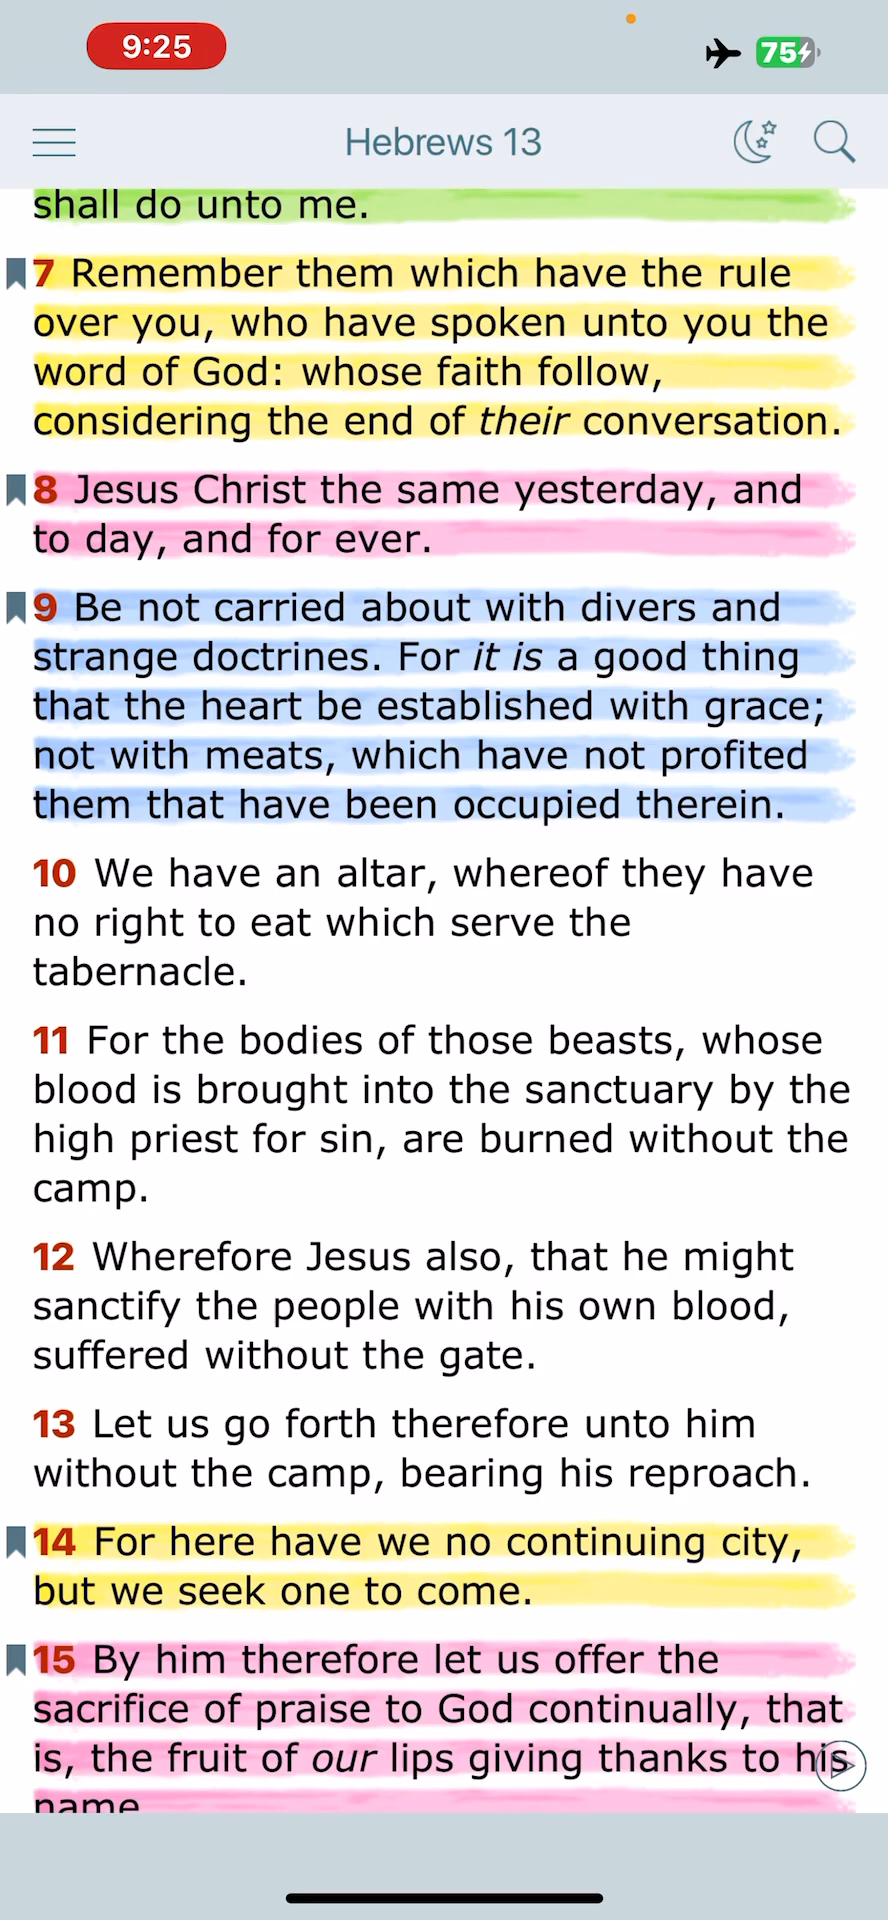 9:25
75
Hebrews 13
shall do unto me.
7 Remember them which have the rule
over you, who have spoken unto you the
word of God: whose faith follow,
considering the end of their conversation.
8 Jesus Christ the same yesterday, and
to day, and for ever.
9 Be not carried about with divers and
strange doctrines. For it is a good thing
that the heart be established with grace;
not with meats, which have not profited
them that have been occupied therein.
10 We have an altar, whereof they have
no right to eat which serve the
tabernacle.
11 For the bodies of those beasts, whose
blood is brought into the sanctuary by the
high priest for sin, are burned without the
camp.
12 Wherefore Jesus also, that he might
sanctify the people with his own blood,
suffered without the gate.
13 Let us go forth therefore unto him
without the camp, bearing his reproach.
14 For here have we no continuing city,
but we seek one to come.
15 By him therefore let us offer the
sacrifice of praise to God continually, that
is, the fruit of our lips giving thanks to his
name